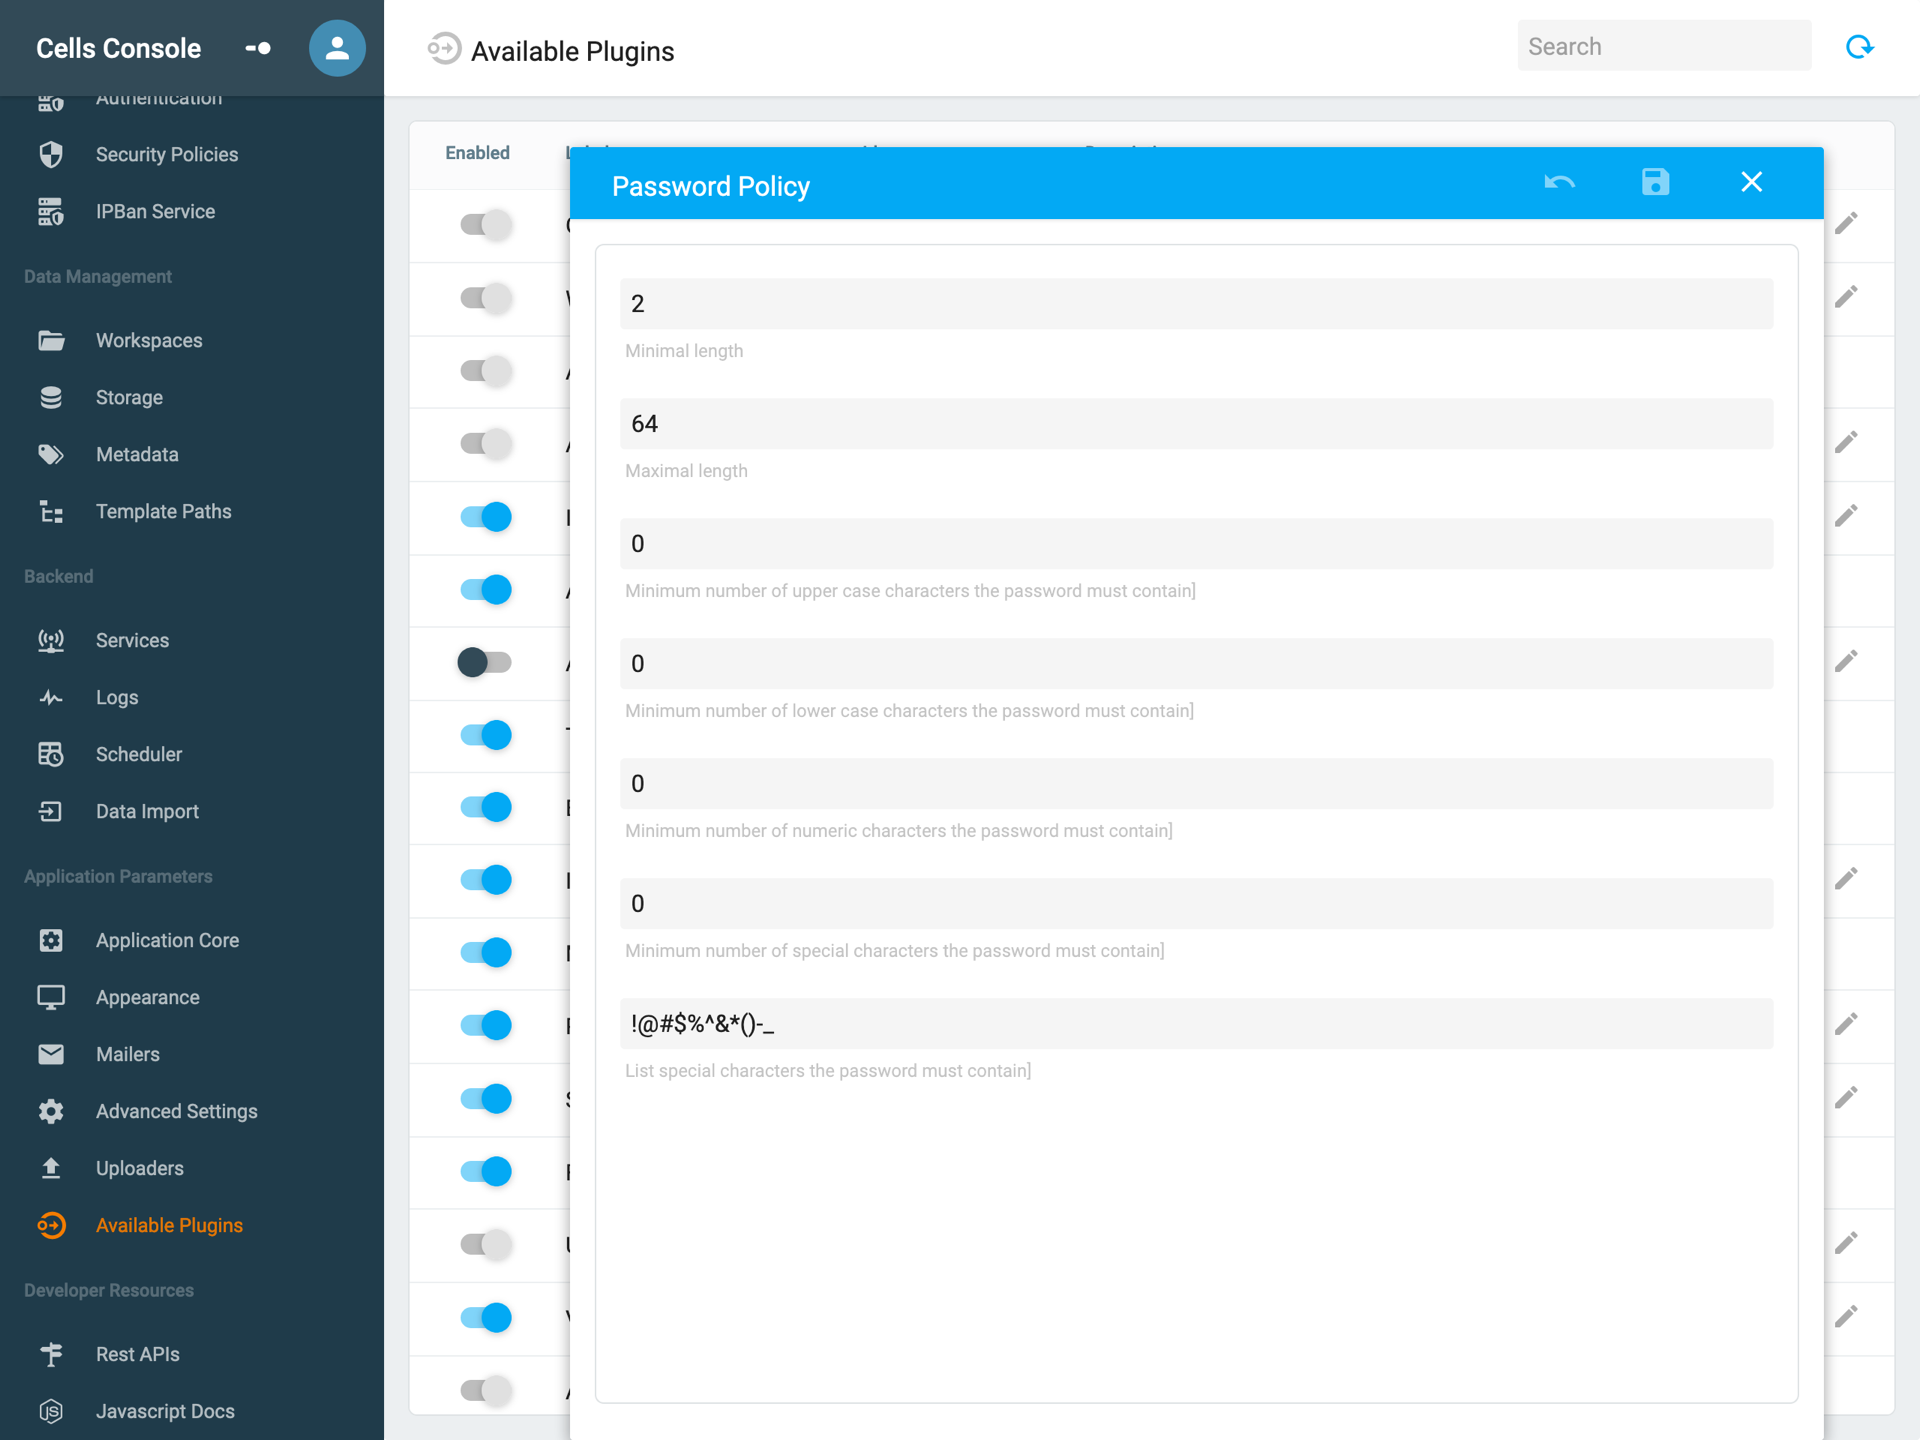 Cells Console
Available Plugins
Search
Authentication
Security Policies
IPBan Service
Data Management
Workspaces
Storage
Metadata
Template Paths
Backend
Services
Logs
Scheduler
Data Import
Application Parameters
Application Core
Appearance
Mailers
Advanced Settings
Uploaders
Available Plugins
Developer Resources
Rest APIs
Javascript Docs
Enabled
Password Policy
2
Minimal length
64
Maximal length
0
Minimum number of upper case characters the password must contain]
0
Minimum number of lower case characters the password must contain]
0
Minimum number of numeric characters the password must contain]
0
Minimum number of special characters the password must contain]
!@#$%^&*()-_
List special characters the password must contain]